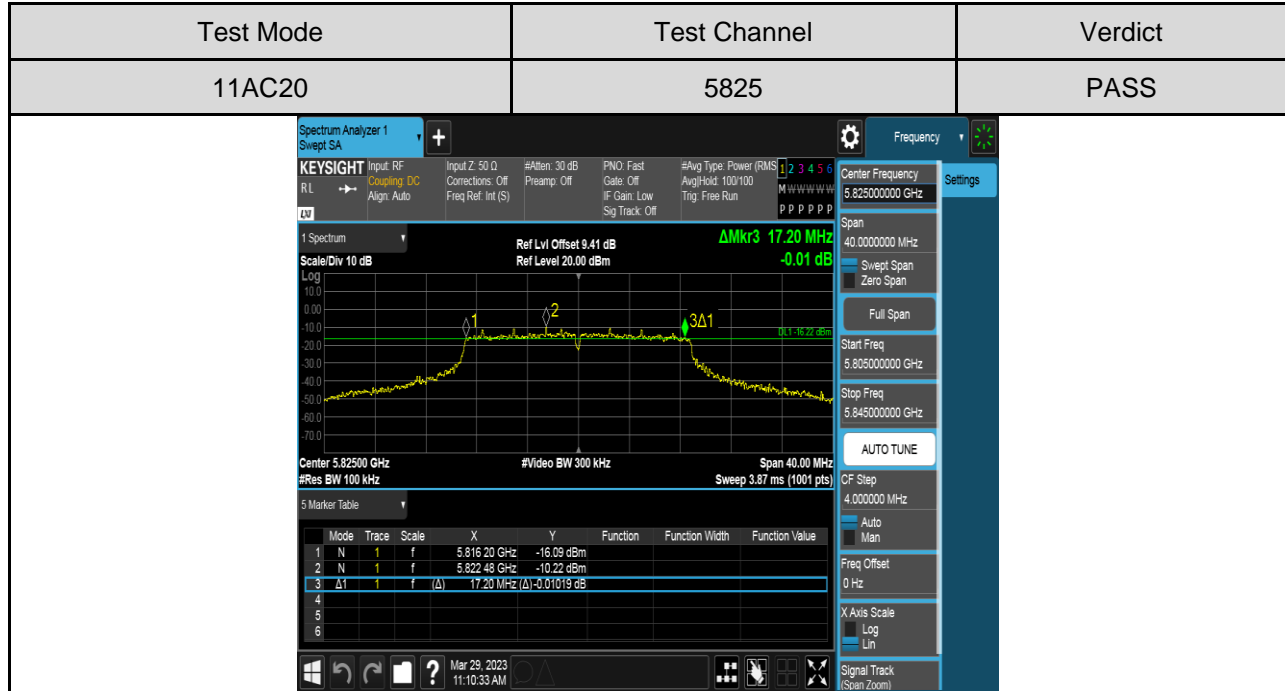 Test Mode Test Channel Verdict
11AC20 5825 PASS
Spectrum Analyzer 1
Swept SA
+
Frequency
KEYSIGHT Input: RF Input Z: 50 Ω #Atten: 30 dB PNO: Fast #Avg Type: Power (RMS 1 2 3 4 5 6
RL Coupling: DC Corrections: Off Preamp: Off Gate: Off Avg|Hold: 100/100 M W W W W W
Align: Auto Freq Ref: Int (S) IF Gain: Low Trig: Free Run
LXI Sig Track: Off P P P P P P
1 Spectrum
Ref Lvl Offset 9.41 dB ΔMkr3 17.20 MHz
Scale/Div 10 dB Ref Level 20.00 dBm -0.01 dB
Log
10.0
0.00
-10.0
-20.0
-30.0
-40.0
-50.0
-60.0
-70.0
1
2
3Δ1
DL1 -16.22 dBm
Center 5.82500 GHz #Video BW 300 kHz Span 40.00 MHz
#Res BW 100 kHz Sweep 3.87 ms (1001 pts)
5 Marker Table
Mode Trace Scale X Y Function Function Width Function Value
1 N 1 f 5.816 20 GHz -16.09 dBm
2 N 1 f 5.822 48 GHz -10.22 dBm
3 Δ1 1 f (Δ) 17.20 MHz (Δ) -0.01019 dB
4
5
6
? Mar 29, 2023
11:10:33 AM
Center Frequency
5.825000000 GHz
Settings
Span
40.0000000 MHz
Swept Span
Zero Span
Full Span
Start Freq
5.805000000 GHz
Stop Freq
5.845000000 GHz
AUTO TUNE
CF Step
4.000000 MHz
Auto
Man
Freq Offset
0 Hz
X Axis Scale
Log
Lin
Signal Track
(Span Zoom)